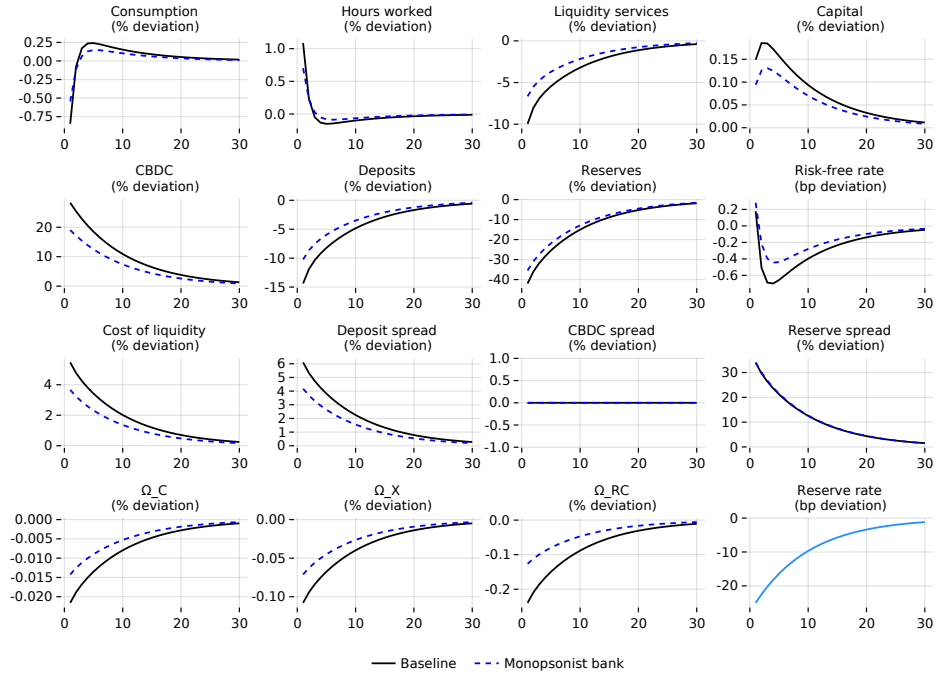 Consumption
(% deviation)
0.25
0.00
-0.25
-0.50
-0.75
0 10 20 30
Hours worked
(% deviation)
1.0
0.5
0.0
0 10 20 30
Liquidity services
(% deviation)
0
-5
-10
0 10 20 30
Capital
(% deviation)
0.15
0.10
0.05
0.00
0 10 20 30
CBDC
(% deviation)
20
10
0
0 10 20 30
Deposits
(% deviation)
0
-5
-10
-15
0 10 20 30
Reserves
(% deviation)
0
-10
-20
-30
-40
0 10 20 30
Risk-free rate
(bp deviation)
0.2
-0.0
-0.2
-0.4
-0.6
0 10 20 30
Cost of liquidity
(% deviation)
4
2
0
0 10 20 30
Deposit spread
(% deviation)
6
5
4
3
2
1
0
0 10 20 30
CBDC spread
(% deviation)
1.0
0.5
0.0
-0.5
-1.0
0 10 20 30
Reserve spread
(% deviation)
30
20
10
0
0 10 20 30
Ω_C
(% deviation)
0.000
-0.005
-0.010
-0.015
-0.020
0 10 20 30
Ω_X
(% deviation)
0.00
-0.05
-0.10
0 10 20 30
Ω_RC
(% deviation)
0.0
-0.1
-0.2
0 10 20 30
Reserve rate
(bp deviation)
0
-10
-20
0 10 20 30
Baseline
Monopsonist bank